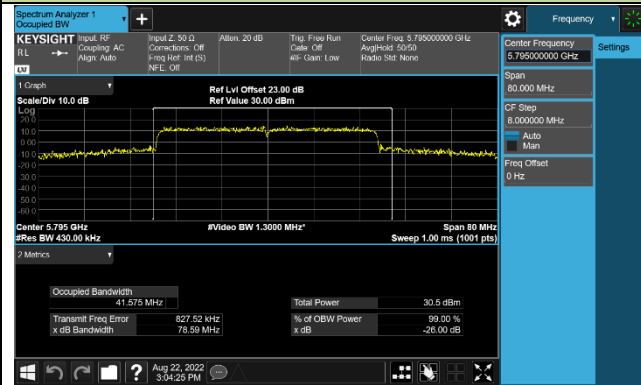 Spectrum Analyzer 1
Occupied BW
Frequency
KEYSIGHT
RL
LXI
Input: RF
Coupling: AC
Align: Auto
Input Z: 50 Ω
Corrections: Off
Freq Ref: Int (S)
NFE: Off
Atten: 20 dB
Trig: Free Run
Gate: Off
#IF Gain: Low
Center Freq: 5.795000000 GHz
Avg|Hold: 50/50
Radio Std: None
Center Frequency
5.795000000 GHz
Settings
Span
80.000 MHz
CF Step
8.000000 MHz
Auto
Man
Freq Offset
0 Hz
1 Graph
Scale/Div 10.0 dB
Ref Lvl Offset 23.00 dB
Ref Value 30.00 dBm
Log
20.0
10.0
0.00
-10.0
-20.0
-30.0
-40.0
-50.0
-60.0
Center 5.795 GHz
#Video BW 1.3000 MHz*
Span 80 MHz
#Res BW 430.00 kHz
Sweep 1.00 ms (1001 pts)
2 Metrics
Occupied Bandwidth
41.575 MHz
Total Power 30.5 dBm
Transmit Freq Error 827.52 kHz
% of OBW Power 99.00 %
x dB Bandwidth 78.59 MHz
x dB -26.00 dB
Aug 22, 2022
3:04:25 PM